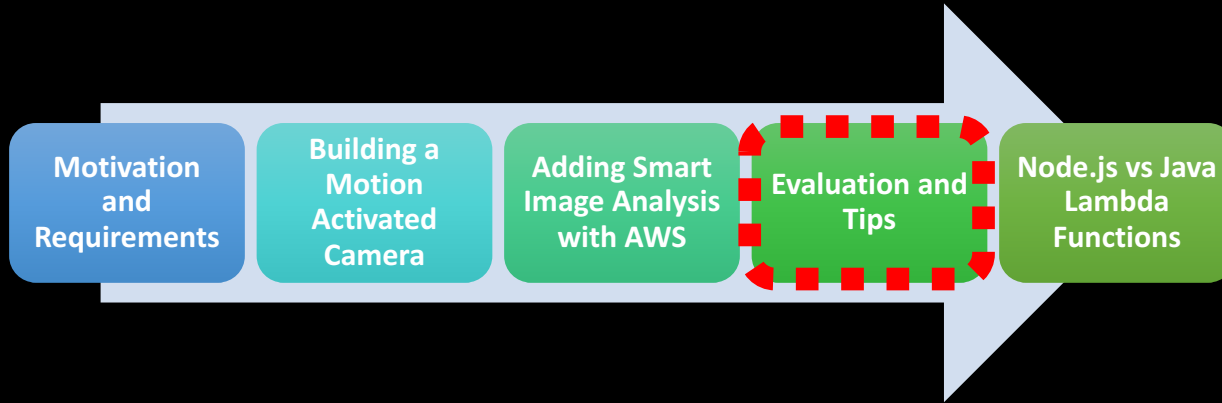 Motivation
and
Requirements
Building a
Motion
Activated
Camera
Adding Smart
Image Analysis
with AWS
Evaluation and
Tips
Node.js vs Java
Lambda
Functions